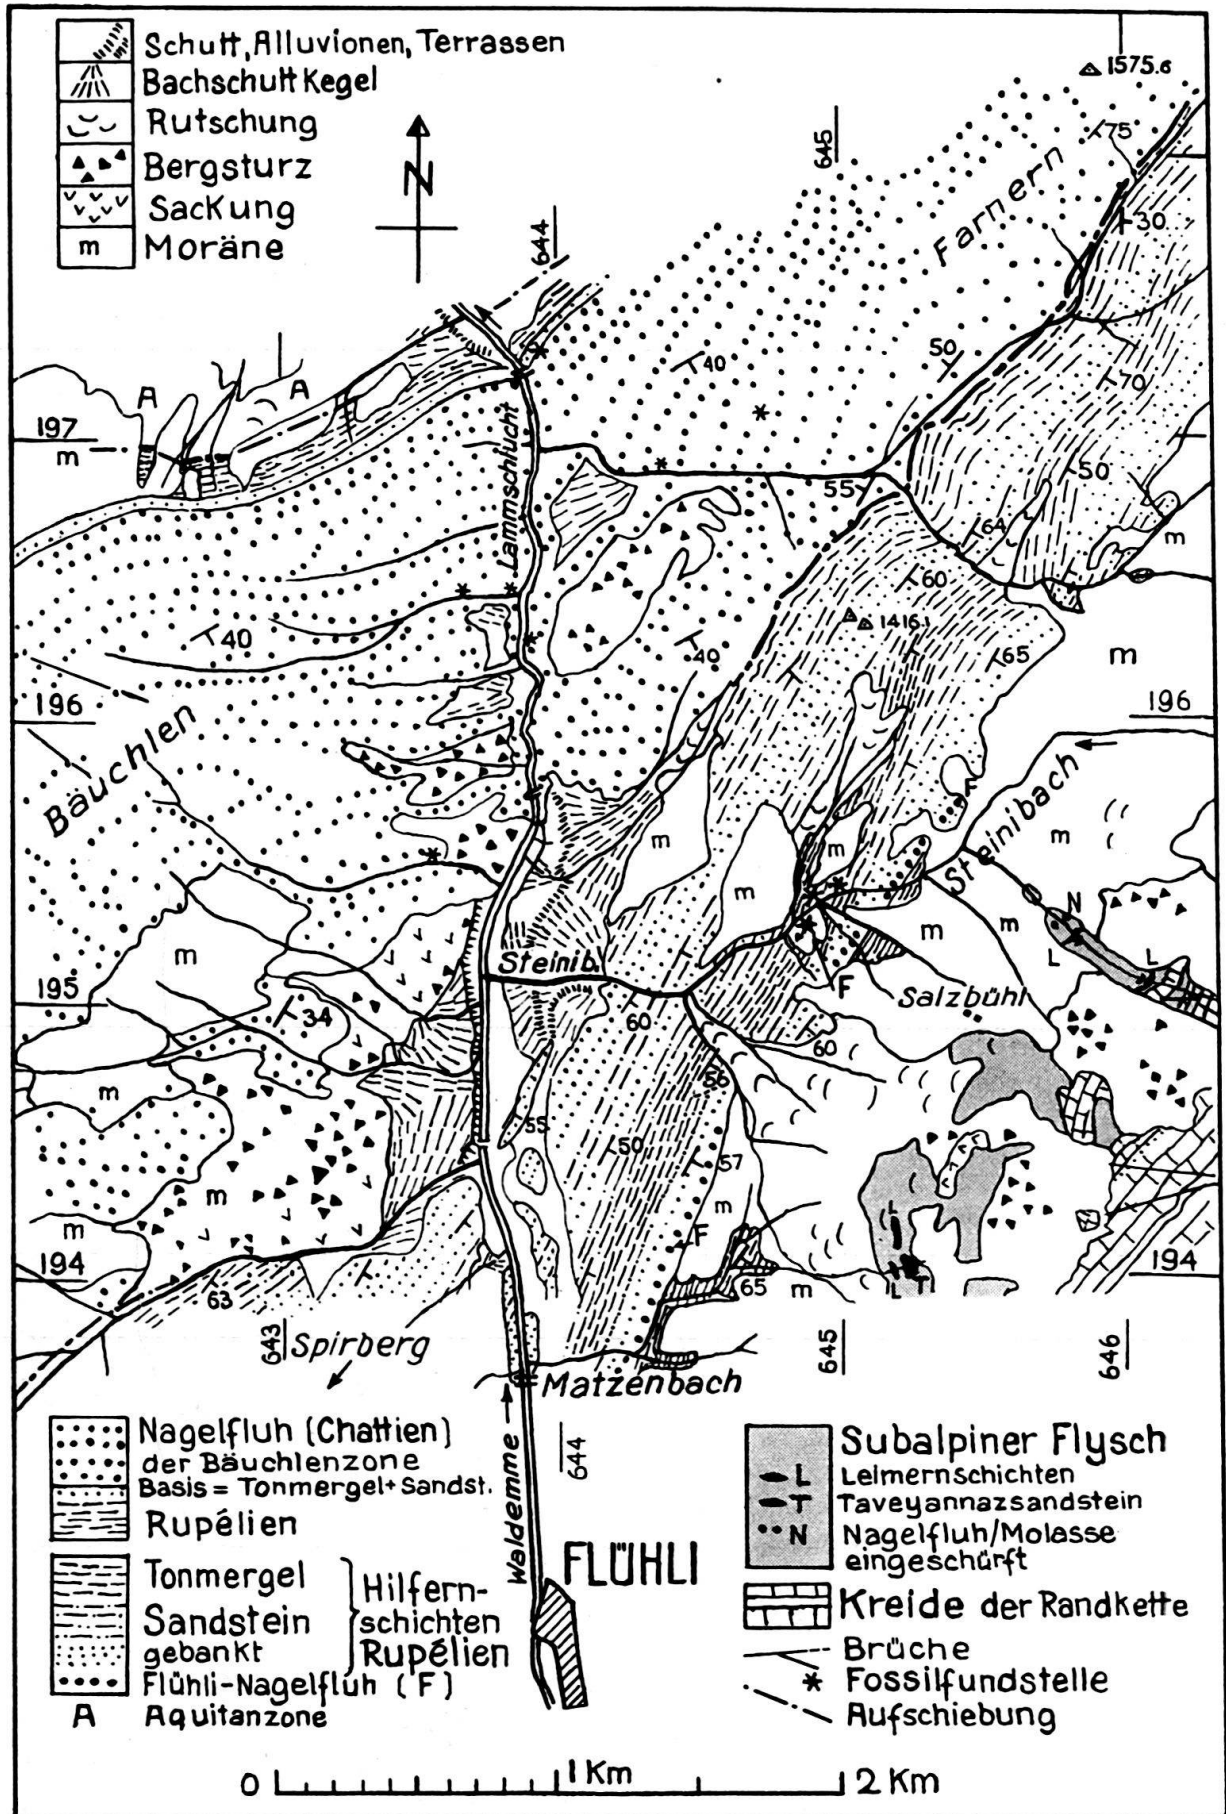 Schutt, Alluvionen, Terrassen
Bachschutt Kegel
Rutschung
Bergsturz
Sackung
m Moräne
N
1575.6
645
75
Farnern
30
644
50
40
70
A
A
197
m
Lammschlucht
50
55
64
m
60
1416.1
40
40
65
m
196
196
Bäuchlen
F
Steinibach
m
m
m
m
N
m
m
L
L
m
Steinib.
F
Salzbühl
195
34
60
60
m
56
55
50
57
m
m
m
F
L
194
194
65
m
63
L
T
643
Spirberg
645
646
Matzenbach
Nagelfluh (Chattien)
der Bäuchlenzone
Basis = Tonmergel+Sandst.
Rupélien
Tonmergel
Sandstein
gebankt
Hilfern-
schichten
Rupélien
Flühli-Nagelfluh (F)
A Aquitanzone
Waldemme
644
FLÜHLI
Subalpiner Flysch
L Leimernschichten
T Taveyannazsandstein
N Nagelfluh/Molasse
eingeschürft
Kreide der Randkette
Brüche
* Fossilfundstelle
Aufschiebung
0 1 Km 2 Km